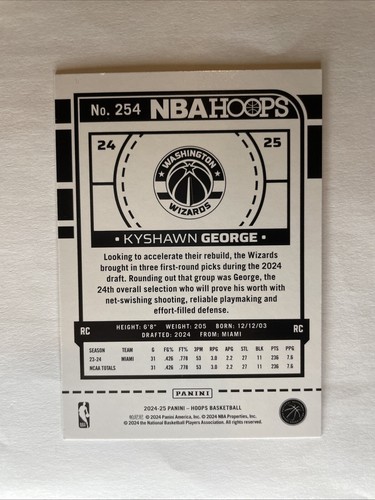 No. 254 NBA HOOPS
24 25
WASHINGTON
WIZARDS
• KYSHAWN GEORGE •
Looking to accelerate their rebuild, the Wizards
brought in three first-round picks during the 2024
draft. Rounding out that group was George, the
24th overall selection who will prove his worth with
net-swishing shooting, reliable playmaking and
effort-filled defense.
RC HEIGHT: 6'8" WEIGHT: 205 BORN: 12/12/03 RC
DRAFTED: 2024 FROM: MIAMI
SEASON TEAM G FG% FT% 3PM RPG APG STL BLK PTS PPG
23-24 MIAMI 31 .426 .778 53 3.0 2.2 27 11 236 7.6
NCAA TOTALS 31 .426 .778 53 3.0 2.2 27 11 236 7.6
PANINI
2024-25 PANINI - HOOPS BASKETBALL
© 2024 Panini America, Inc. © 2024 NBA Properties, Inc.
© 2024 the National Basketball Players Association. All rights reserved.
NBA